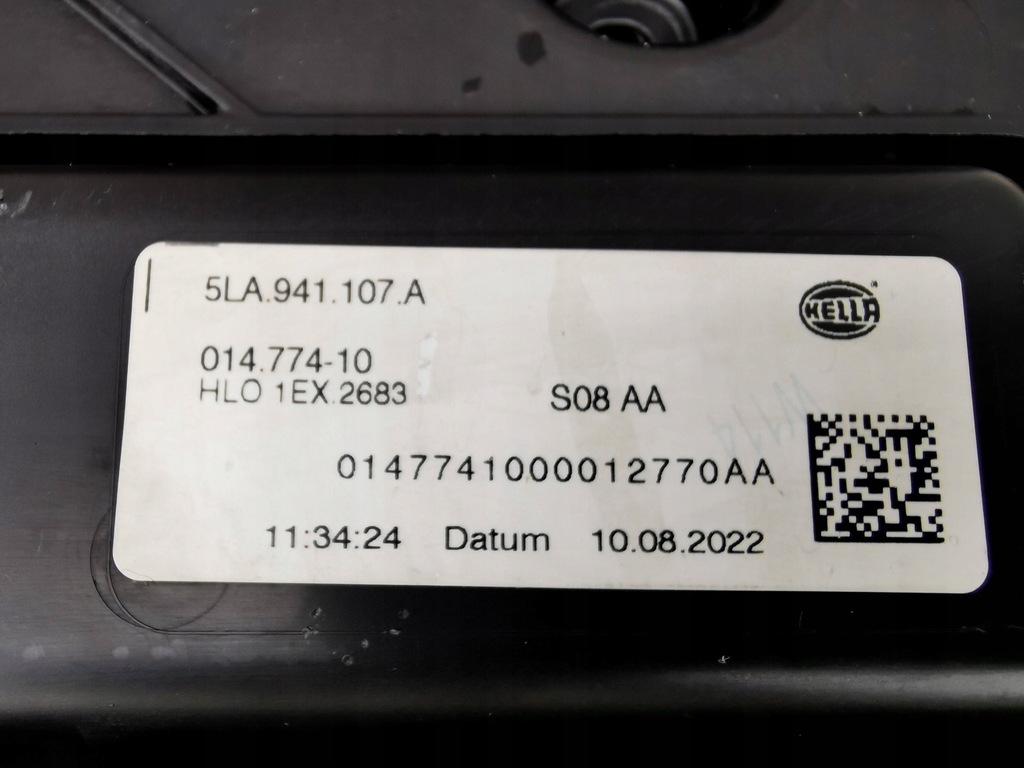 5LA.941.107.A
HELLA
014.774-10
HLO 1EX.2683
S08 AA
0147741000012770AA
11:34:24 Datum 10.08.2022